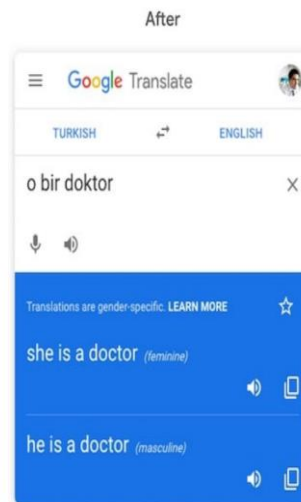 After
Google Translate
TURKISH ENGLISH
o bir doktor
Translations are gender-specific. LEARN MORE
she is a doctor (feminine)
he is a doctor (masculine)